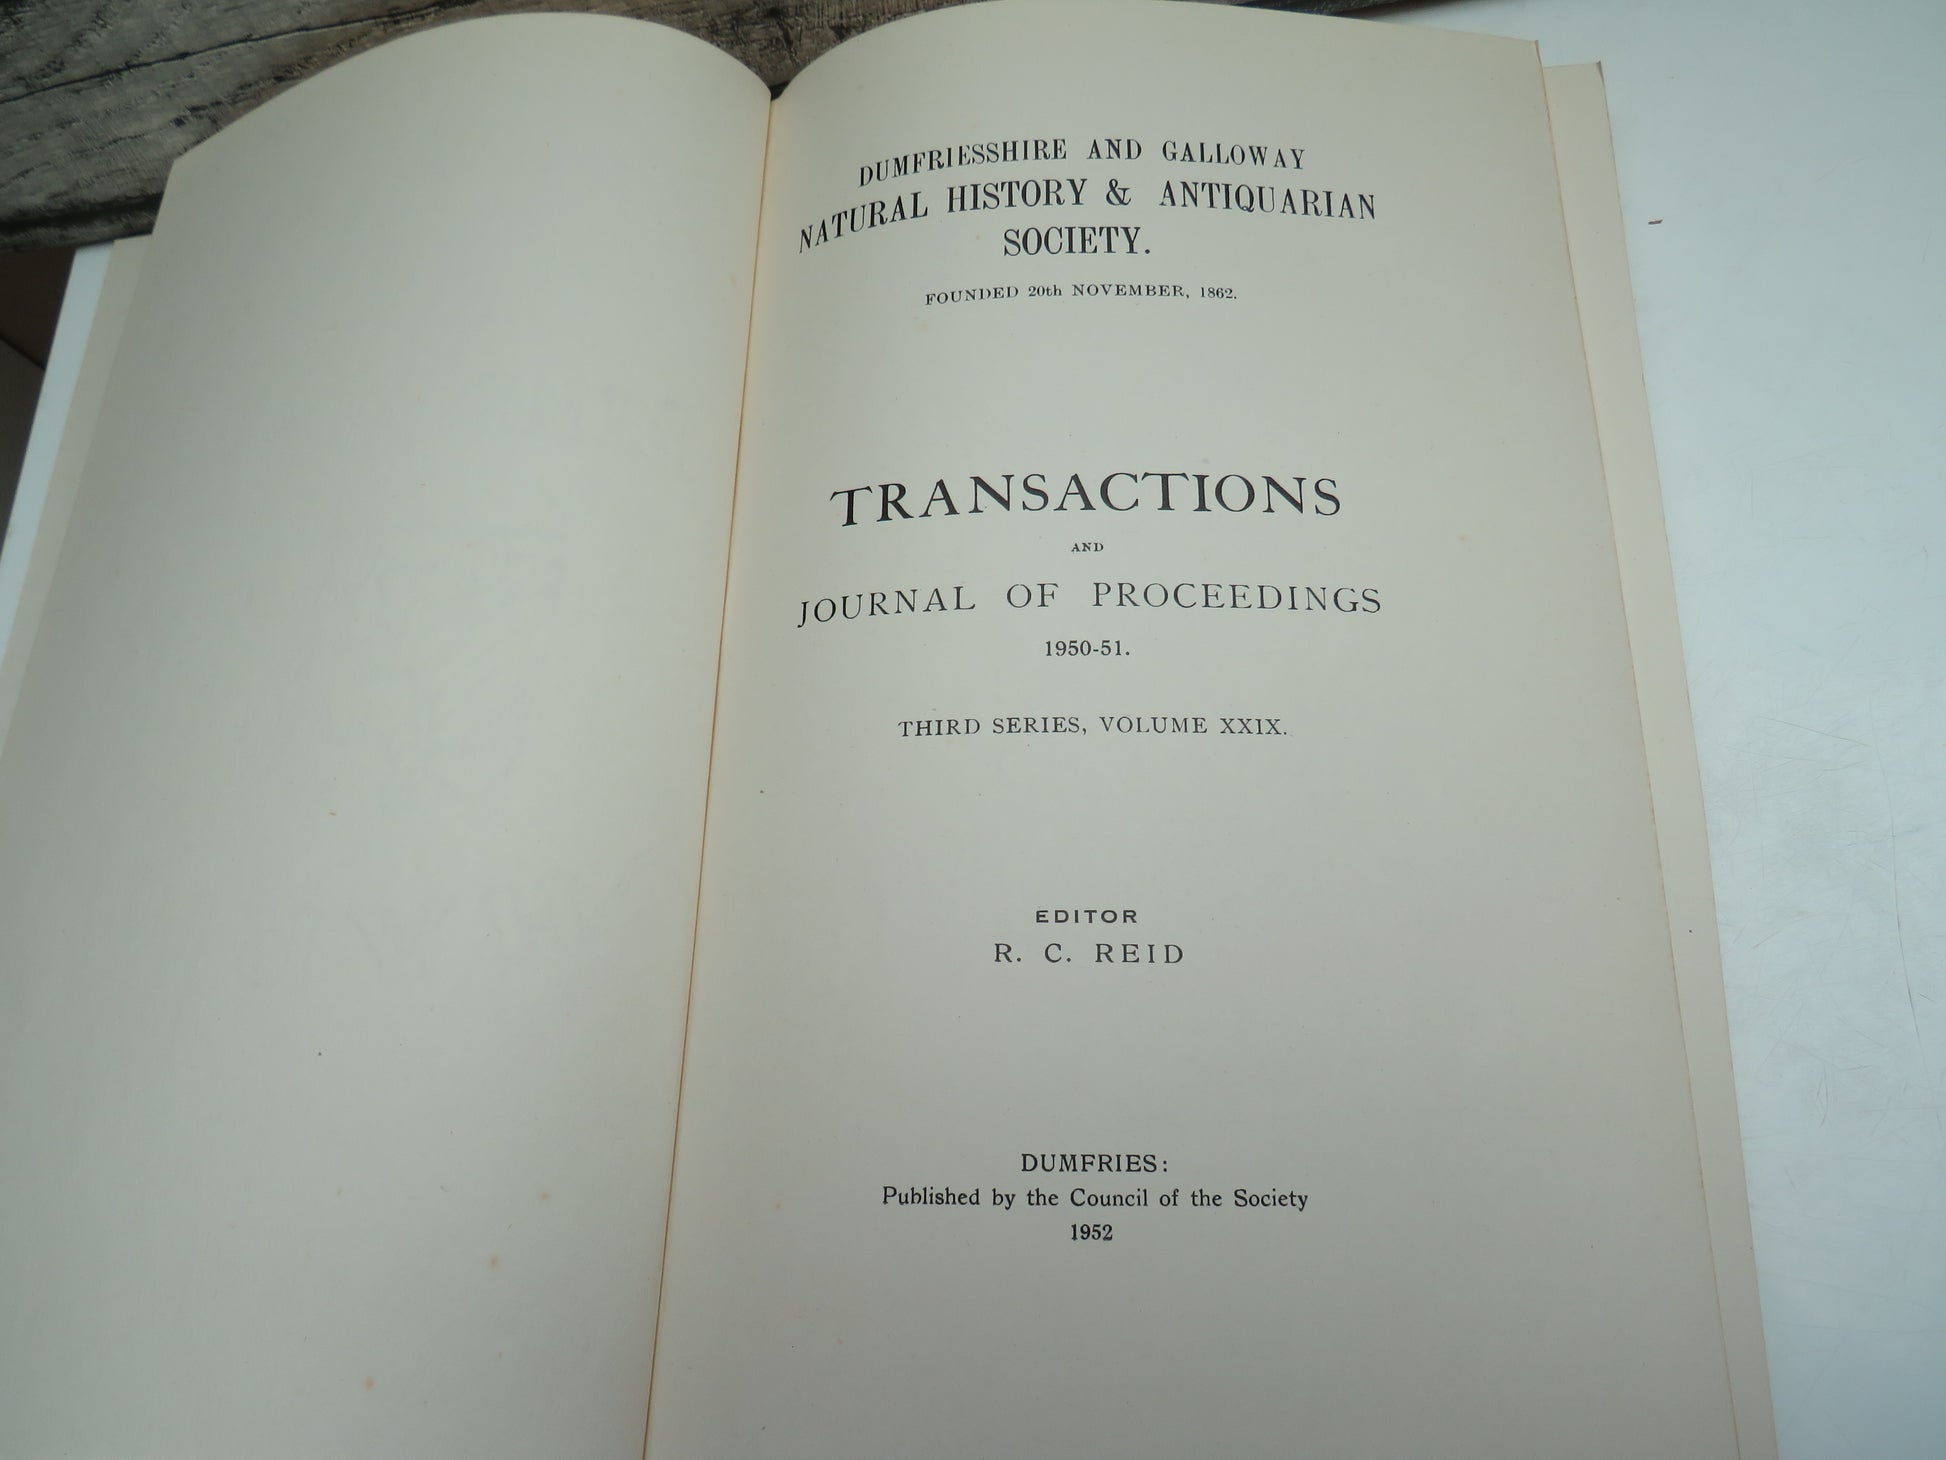 DUMFRIESSHIRE AND GALLOWAY
NATURAL HISTORY & ANTIQUARIAN
SOCIETY.
FOUNDED 20th NOVEMBER, 1862.
TRANSACTIONS
AND
JOURNAL OF PROCEEDINGS
1950-51.
THIRD SERIES, VOLUME XXIX.
EDITOR
R. C. REID
DUMFRIES:
Published by the Council of the Society
1952